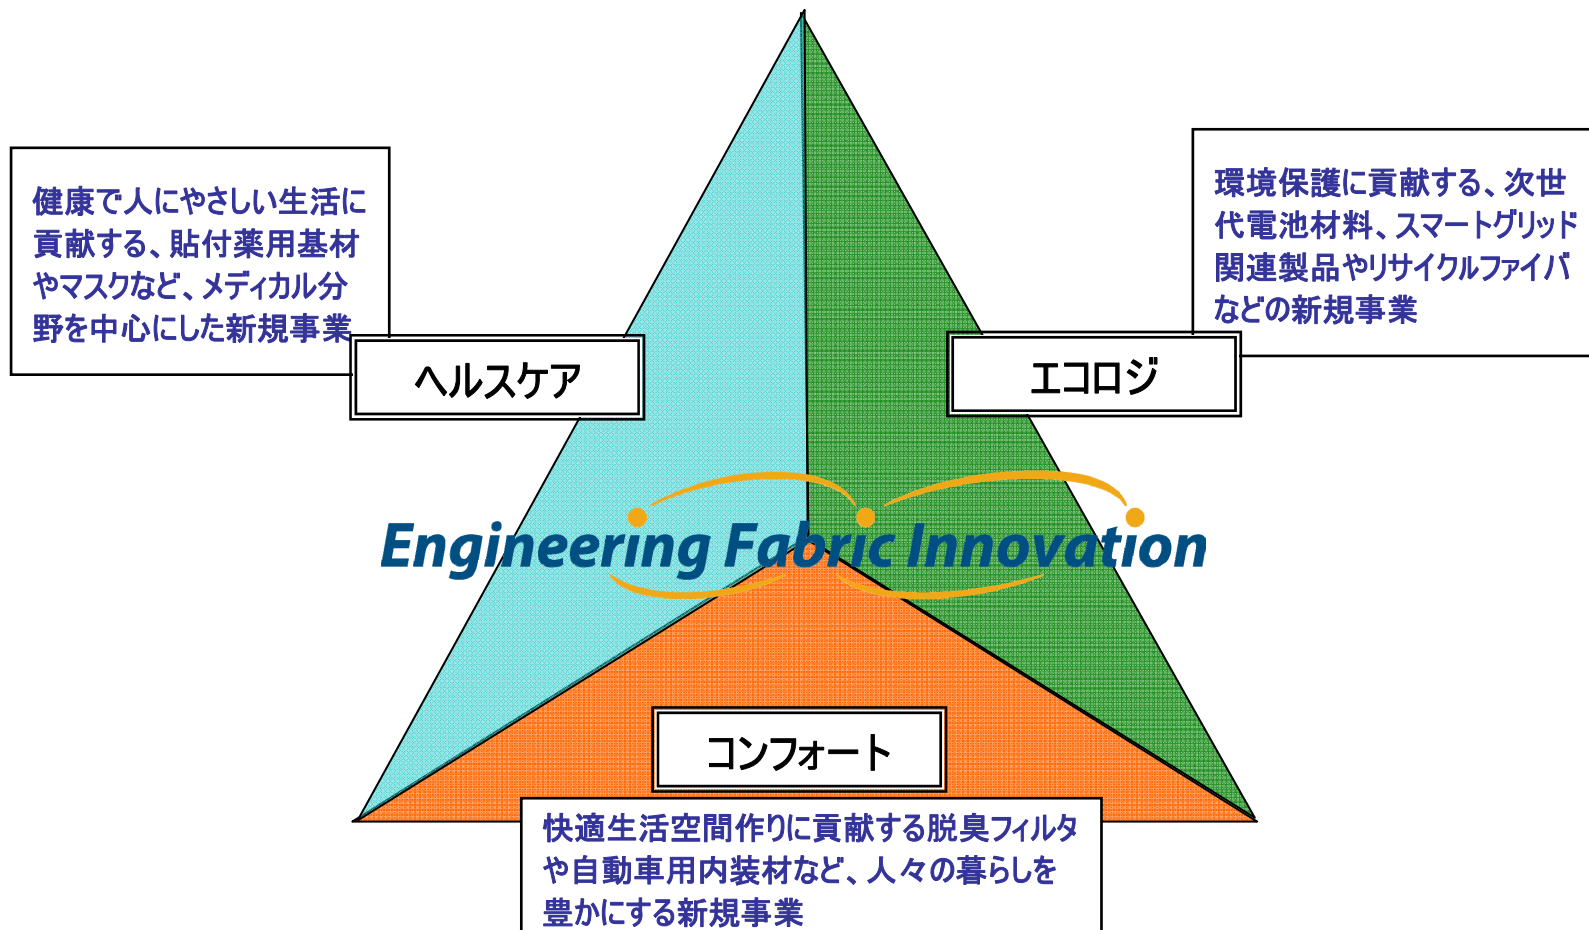 健康で人にやさしい生活に
貢献する、貼付薬用基材
やマスクなど、メディカル分
野を中心にした新規事業
ヘルスケア
環境保護に貢献する、次世
代電池材料、スマートグリッド
関連製品やリサイクルファイバ
などの新規事業
エコロジ
Engineering Fabric Innovation
コンフォート
快適生活空間作りに貢献する脱臭フィルタ
や自動車用内装材など、人々の暮らしを
豊かにする新規事業